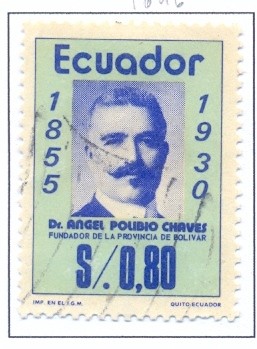 Ecuador
1855
1930
Dr. ANGEL POLIBIO CHAVES
FUNDADOR DE LA PROVINCIA DE BOLIVAR
S/. 0,80
IMP. EN EL I.G.M.
QUITO-ECUADOR